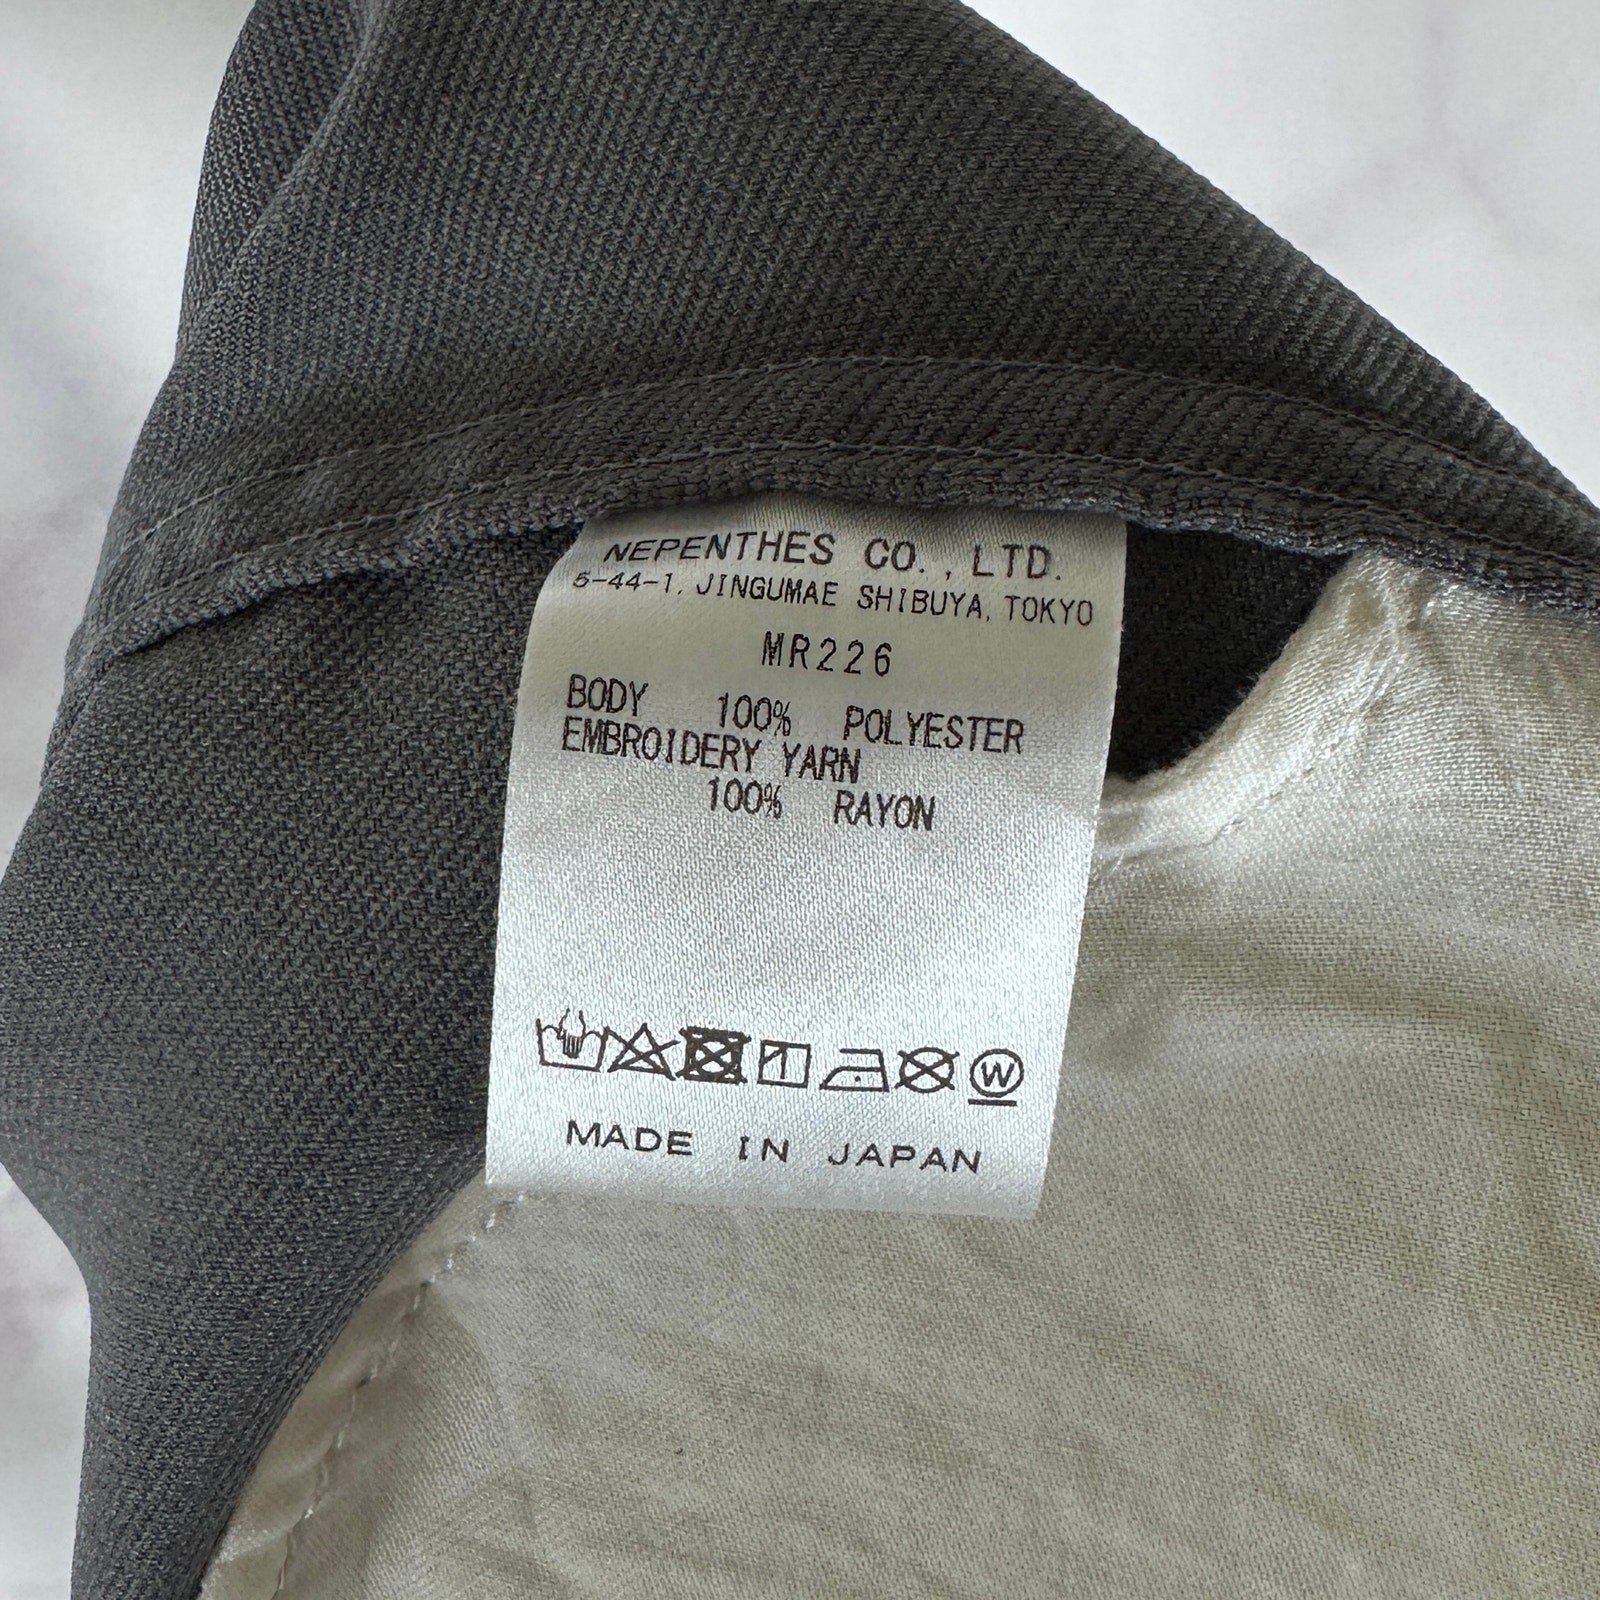 NEPENTHES CO., LTD.
5-44-1, JINGUMAE SHIBUYA, TOKYO
MR226
BODY 100% POLYESTER
EMBROIDERY YARN
100% RAYON
W
MADE IN JAPAN